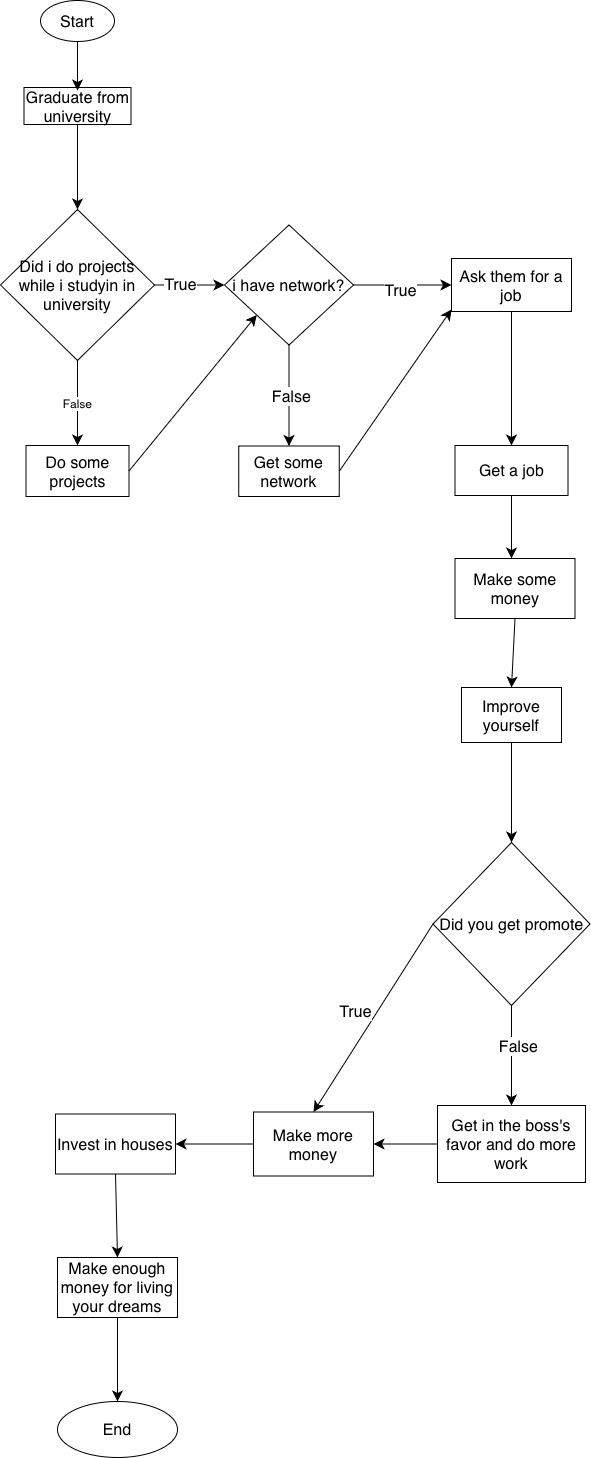 Start
Graduate from
university
Did i do projects
while i studyin in
university
True
i have network?
True
Ask them for a
job
False
False
Do some
projects
Get some
network
Get a job
Make some
money
Improve
yourself
Did you get promote
True
False
Get in the boss's
favor and do more
work
Make more
money
Invest in houses
Make enough
money for living
your dreams
End